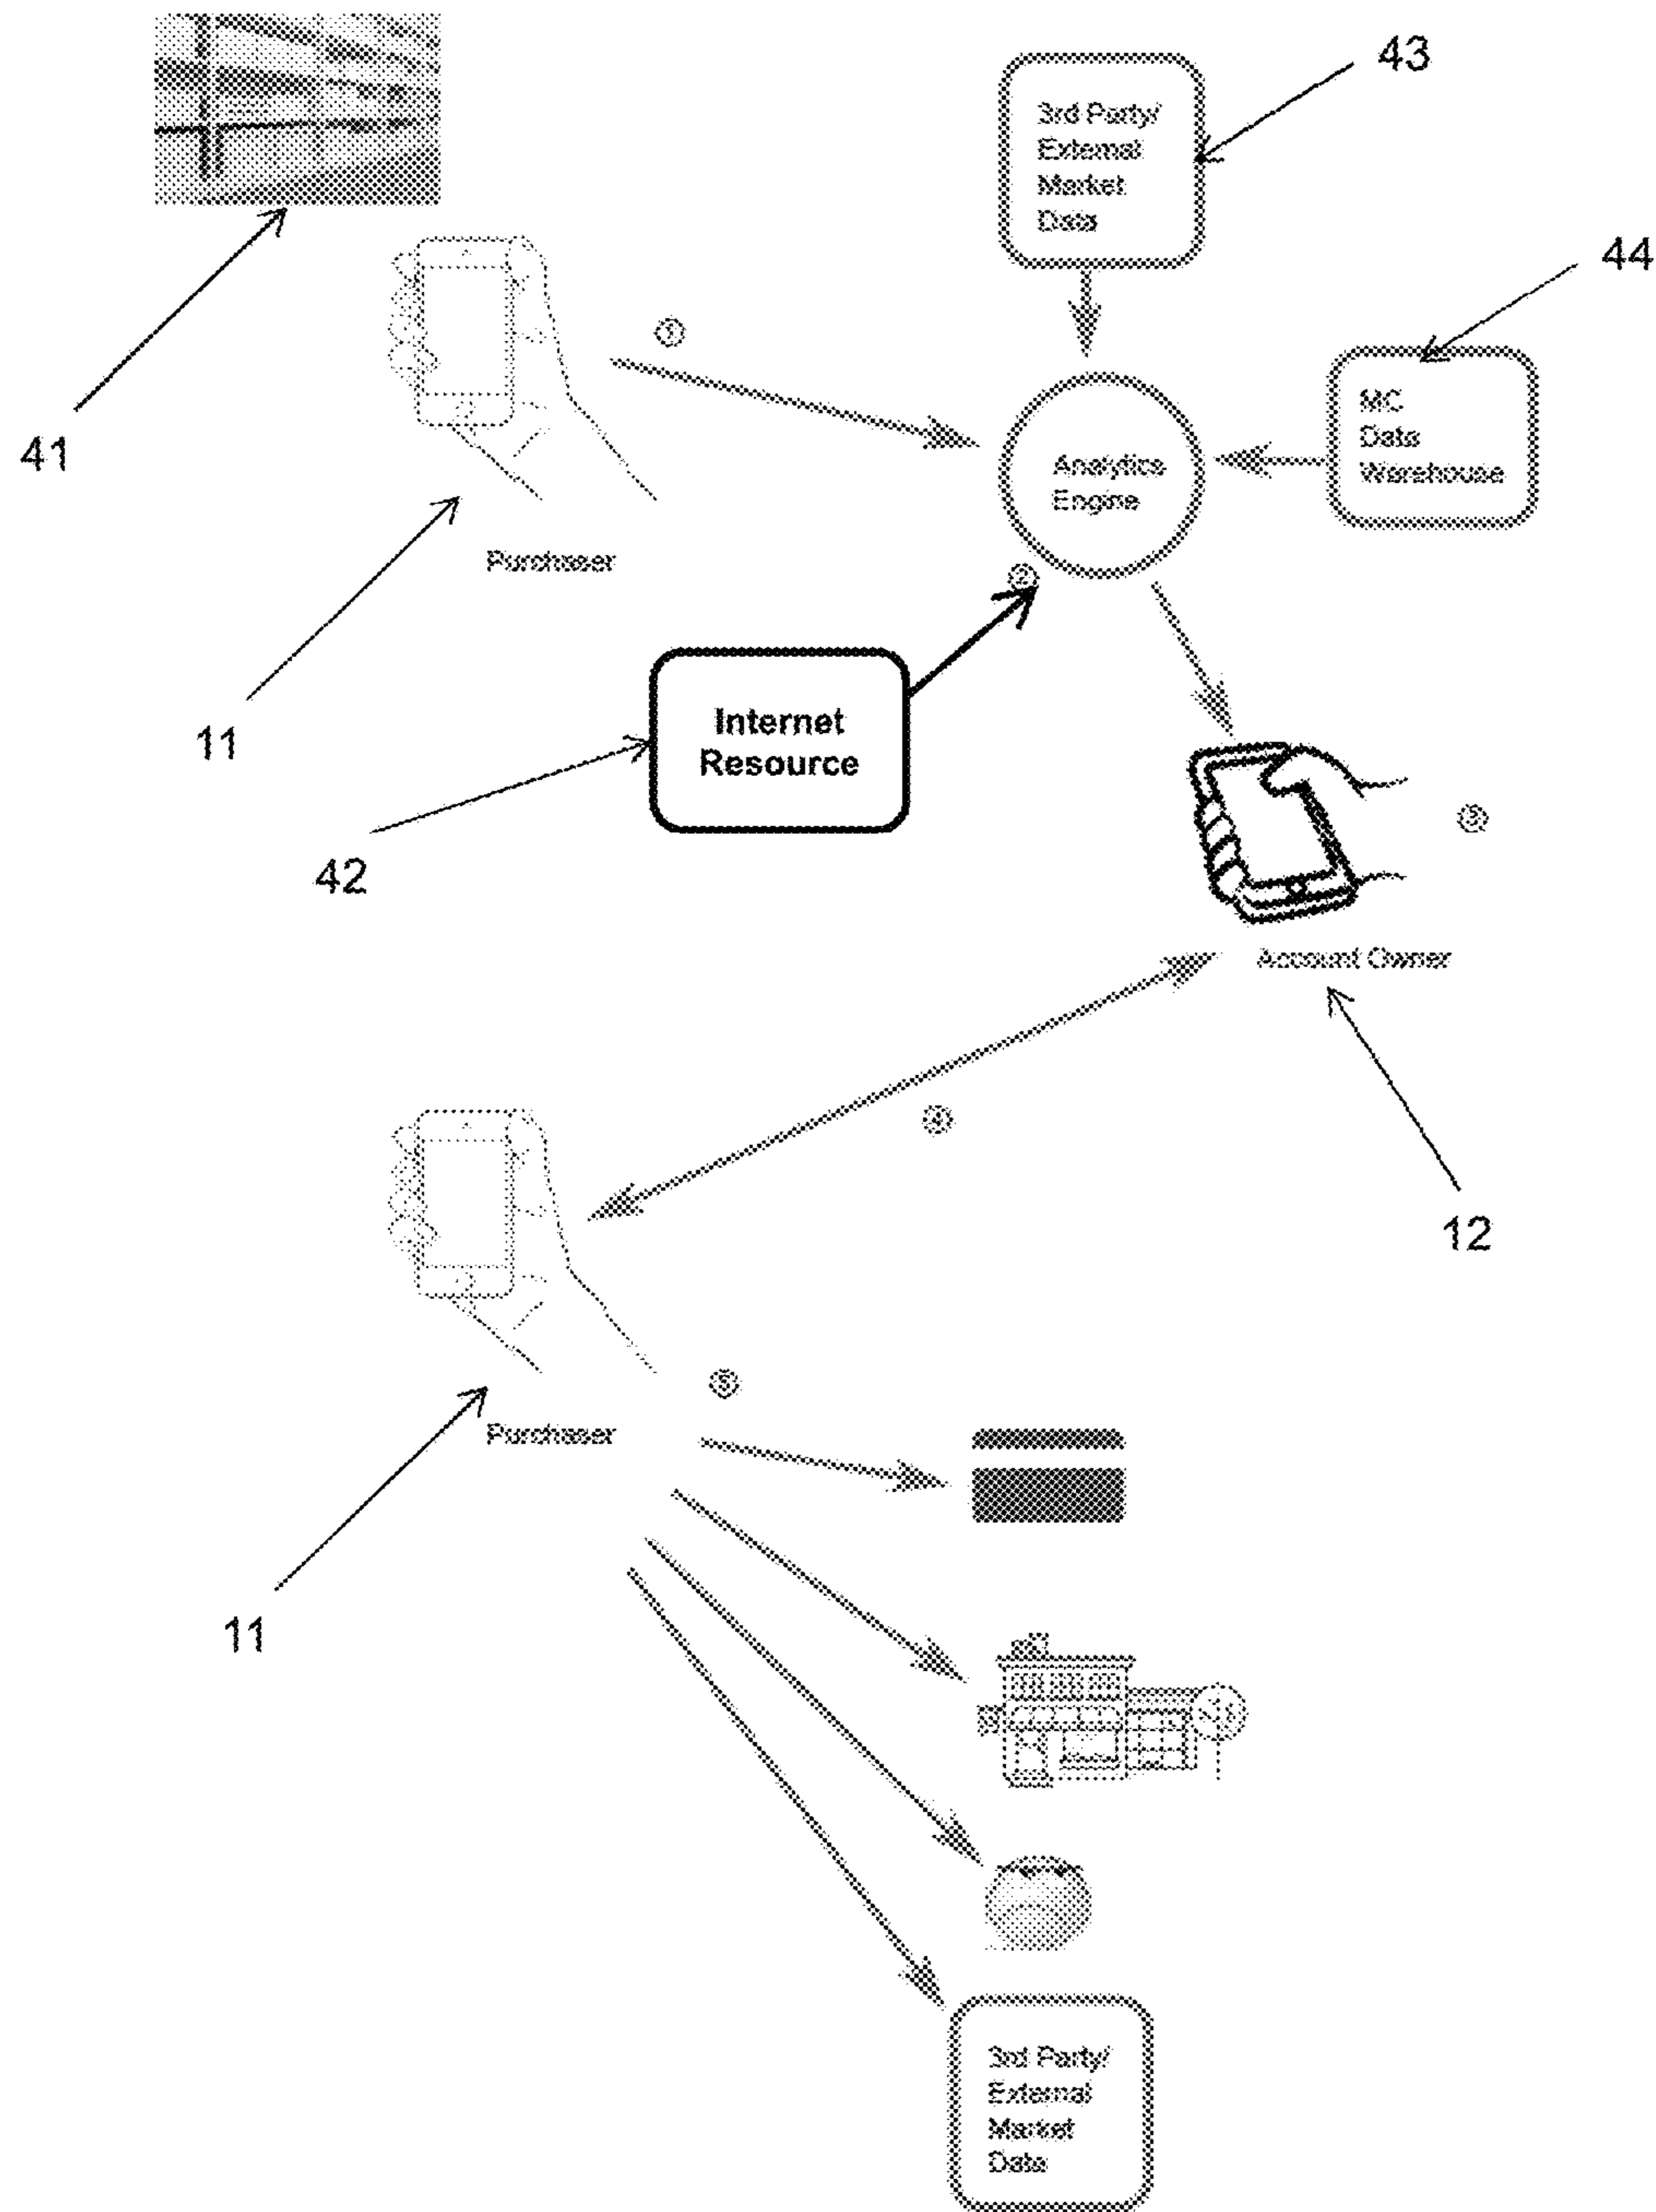 43
3rd Party/
External
Market
Data
44
①
MC
Data
Warehouse
41
Analytics
Engine
Purchaser
②
Internet
Resource
11
42
③
Account Owner
④
12
⑤
Purchaser
11
3rd Party/
External
Market
Data